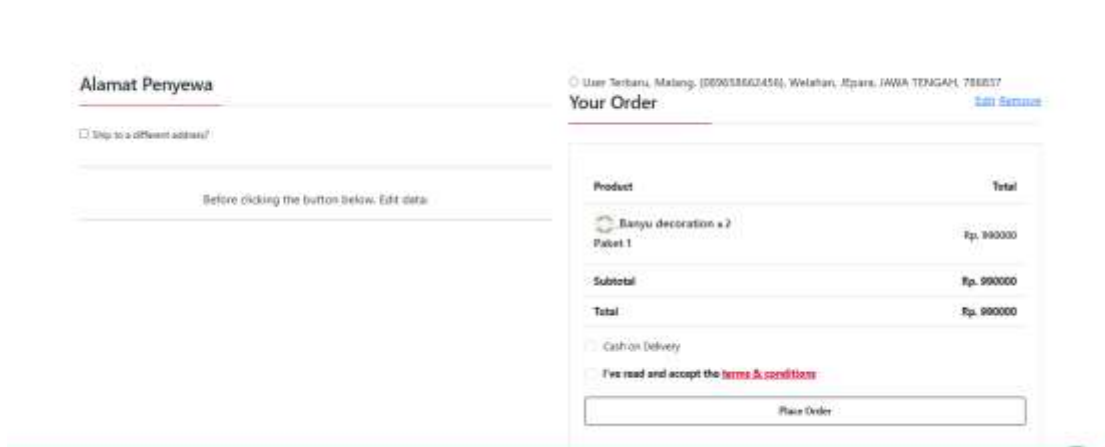 Alamat Penyewa
Ship to a different address?
Before clicking the button below. Edit data
User Terbaru, Malang, (089658662456), Welahan, JEpara, JAWA TENGAH,
Your Order
Edit Remove
Product Total
Banyu decoration x 2
Paket 1
Rp. 990000
Subtotal Rp. 990000
Total Rp. 990000
Cash on Delivery
I've read and accept the terms & conditions
Place Order